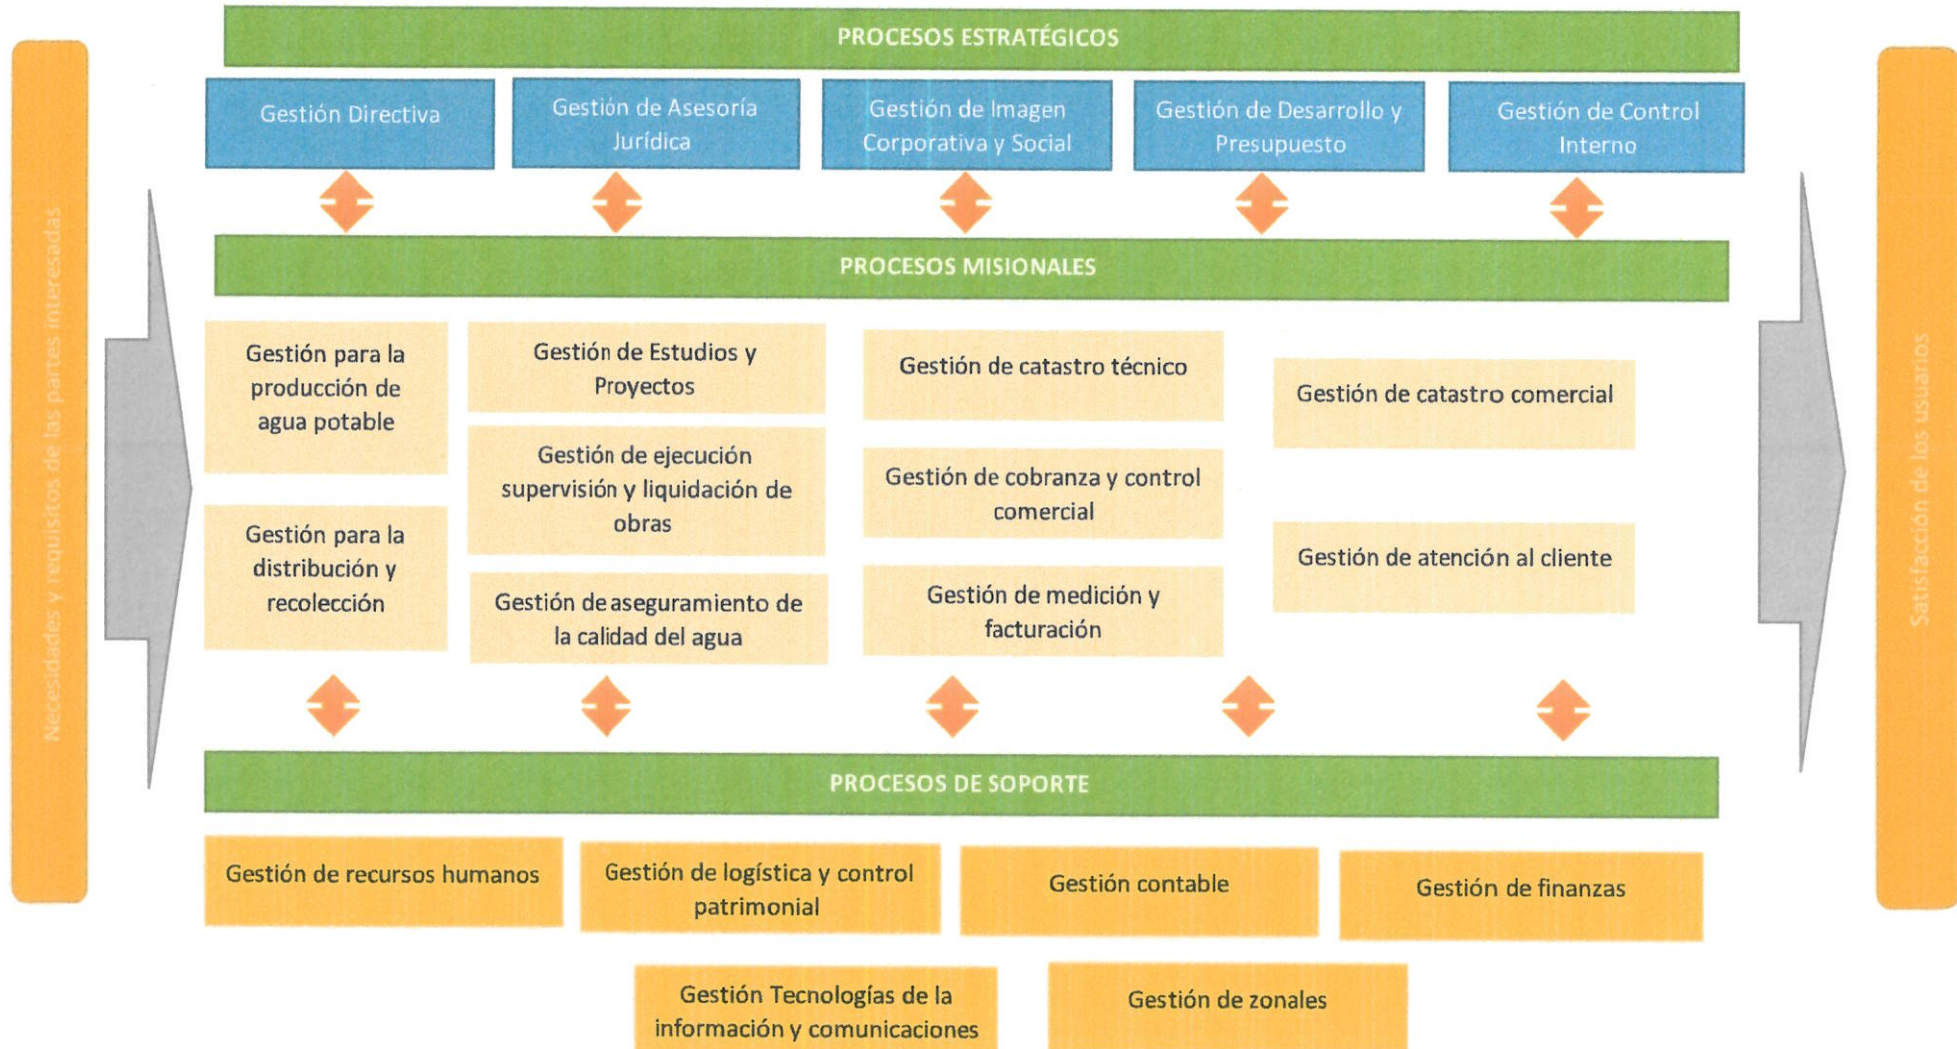 Necesidades y requisitos de las partes interesadas
PROCESOS ESTRATÉGICOS
Gestión Directiva
Gestión de Asesoría
Jurídica
Gestión de Imagen
Corporativa y Social
Gestión de Desarrollo y
Presupuesto
Gestión de Control
Interno
PROCESOS MISIONALES
Gestión para la
producción de
agua potable
Gestión para la
distribución y
recolección
Gestión de Estudios y
Proyectos
Gestión de ejecución
supervisión y liquidación de
obras
Gestión de aseguramiento de
la calidad del agua
Gestión de catastro técnico
Gestión de cobranza y control
comercial
Gestión de medición y
facturación
Gestión de catastro comercial
Gestión de atención al cliente
PROCESOS DE SOPORTE
Gestión de recursos humanos
Gestión de logística y control
patrimonial
Gestión contable
Gestión de finanzas
Gestión Tecnologías de la
información y comunicaciones
Gestión de zonales
Satisfacción de los usuarios